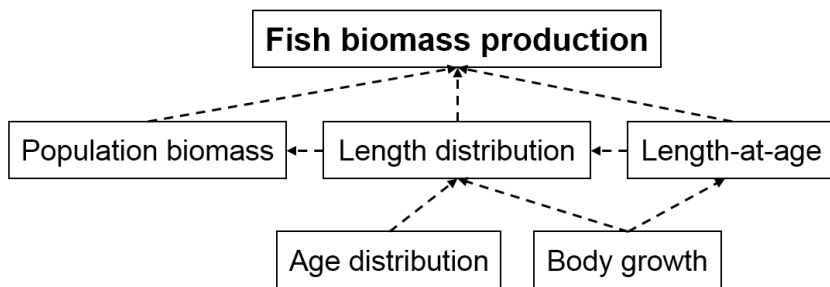 Fish biomass production
Population biomass
Length distribution
Length-at-age
Age distribution
Body growth